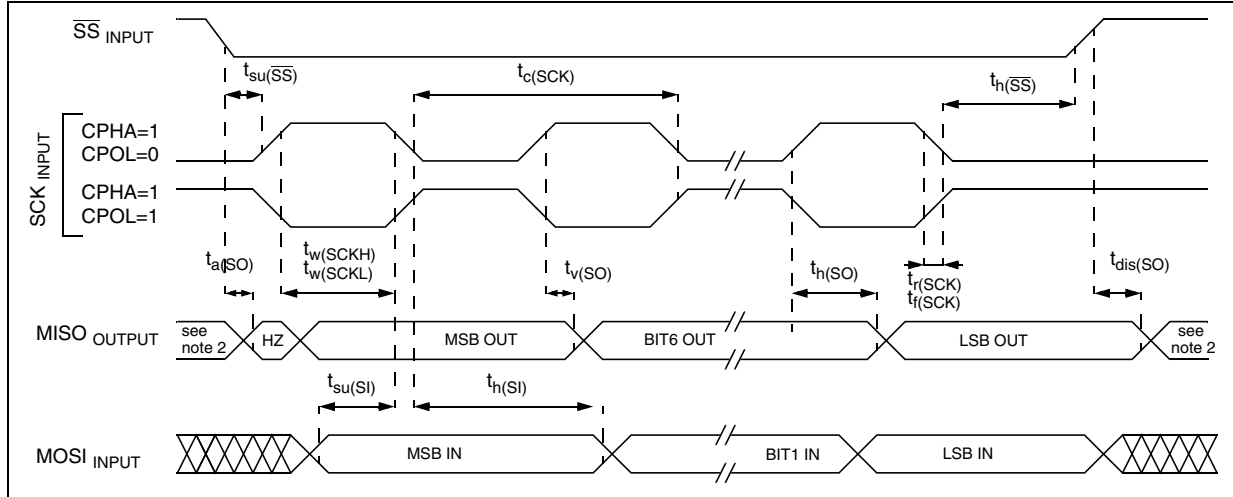 SS INPUT
tsu(SS)
tc(SCK)
th(SS)
SCK INPUT
CPHA=1
CPOL=0
CPHA=1
CPOL=1
ta(SO)
tw(SCKH)
tw(SCKL)
tv(SO)
th(SO)
tr(SCK)
tf(SCK)
tdis(SO)
MISO OUTPUT
see
note 2
HZ
MSB OUT
BIT6 OUT
LSB OUT
see
note 2
tsu(SI)
th(SI)
MOSI INPUT
MSB IN
BIT1 IN
LSB IN